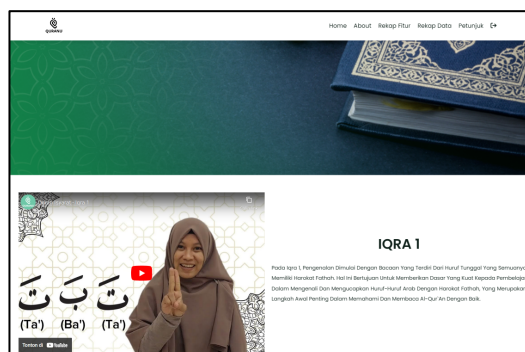 QURANU
Home About Rekap Fitur Rekap Data Petunjuk
IQRA 1
Pada Iqra 1, Pengenalan Dimulai Dengan Bacaan Yang Terdiri Dari Huruf Tunggal Yang Semuanya
Memiliki Harakat Fathah. Hal Ini Bertujuan Untuk Memberikan Dasar Yang Kuat Kepada Pembelajar
Dalam Mengenali Dan Mengucapkan Huruf-Huruf Arab Dengan Harakat Fathah, Yang Merupakan
Langkah Awal Penting Dalam Memahami Dan Membaca Al-Qur'An Dengan Baik.
تَ بَ تَ
(Ta') (Ba') (Ta')
Tonton di YouTube